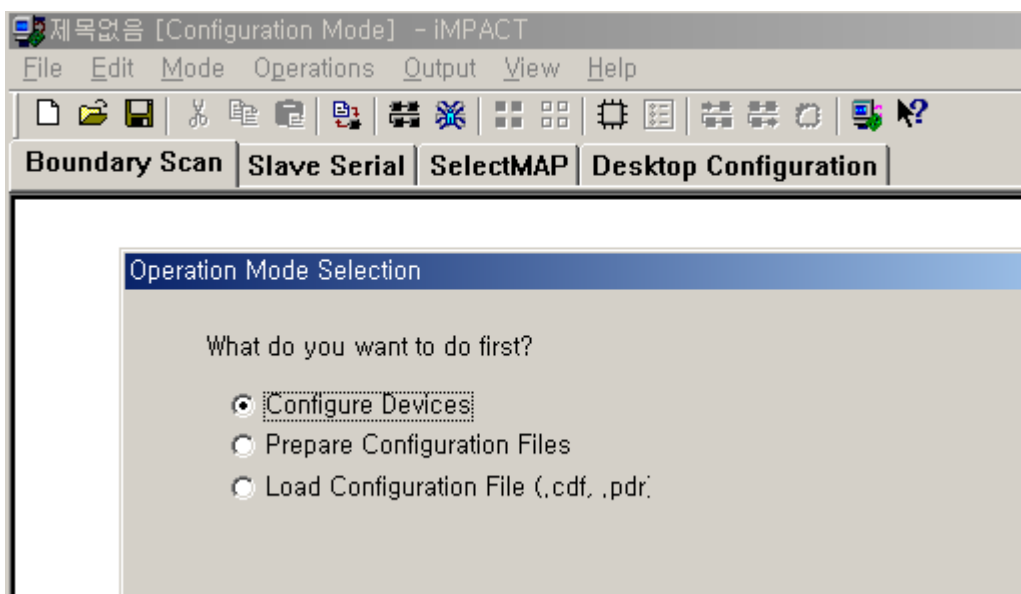 제목없음 [Configuration Mode] - iMPACT
File Edit Mode Operations Output View Help
Boundary Scan Slave Serial SelectMAP Desktop Configuration
Operation Mode Selection
What do you want to do first?
Configure Devices
Prepare Configuration Files
Load Configuration File (.cdf, .pdr)